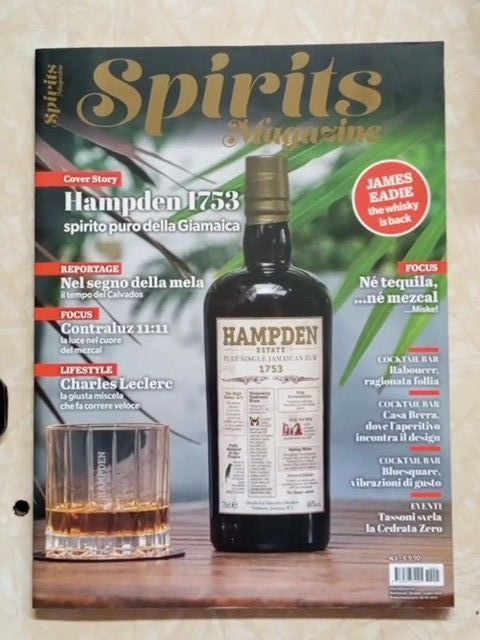 Spirits
Magazine
Spirits
Magazine
Cover Story
Hampden 1753
spirito puro della Giamaica
JAMES
EADIE
the whisky
is back
REPORTAGE
Nel segno della mela
il tempo del Calvados
FOCUS
Contraluz 11:11
la luce nel cuore
del mezcal
LIFESTYLE
Charles Leclerc
la giusta miscela
che fa correre veloce
FOCUS
Né tequila,
...né mezcal
....Miske!
COCKTAIL BAR
Rabouer,
ragionata follia
COCKTAIL BAR
Casa Brera,
dove l'aperitivo
incontra il design
COCKTAIL BAR
Bluesquare,
vibrazioni di gusto
EVENTI
Tassoni svela
la Cedrata Zero
HAMPDEN
ESTATE
PURE SINGLE JAMAICAN RUM
1753
HAMPDEN